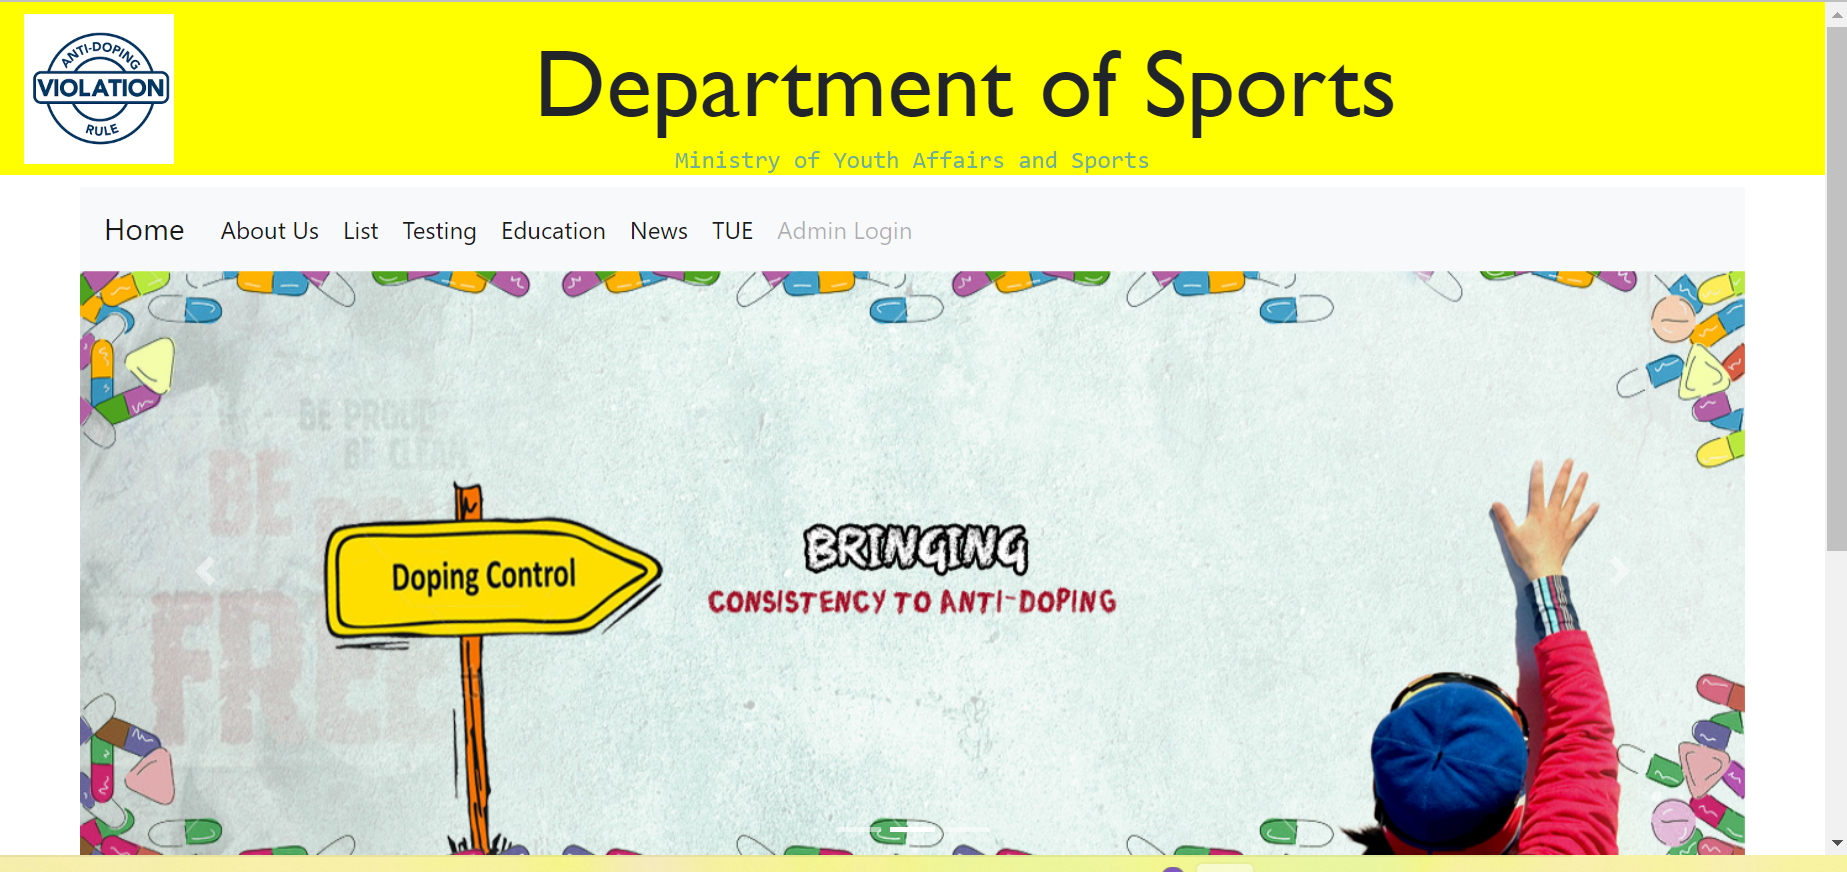 ANTI-DOPING
VIOLATION
RULE
Department of Sports
Ministry of Youth Affairs and Sports
Home About Us List Testing Education News TUE Admin Login
BE PROUD
BE CLEAN
BE
FREE
Doping Control
BRINGING
CONSISTENCY TO ANTI-DOPING